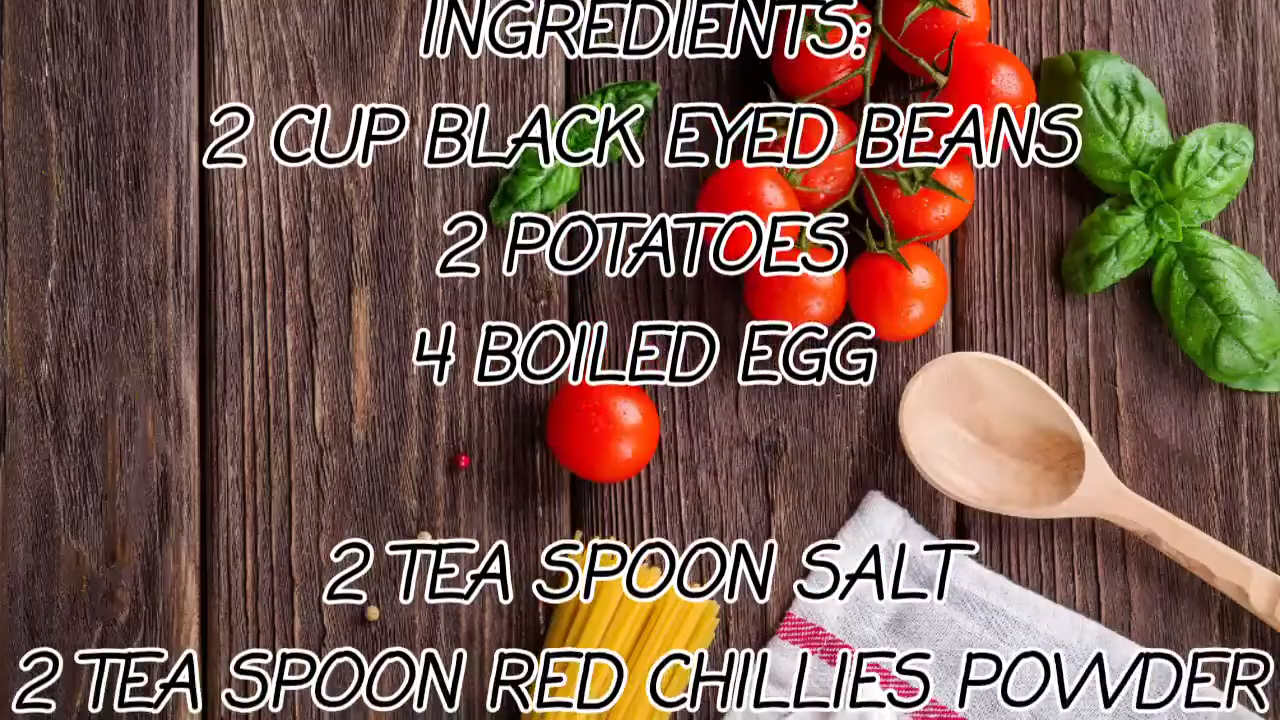 INGREDIENTS:
2 CUP BLACK EYED BEANS
2 POTATOES
4 BOILED EGG
2 TEA SPOON SALT
2 TEA SPOON RED CHILLIES POWDER